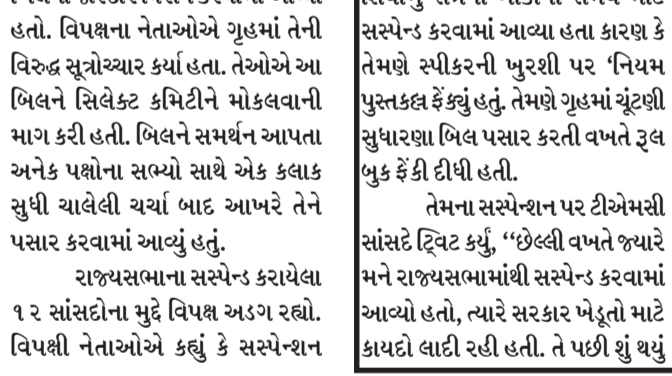 હતો. વિપક્ષના નેતાઓએ ગૃહમાં તેની
વિરુદ્ધ સૂત્રોચ્ચાર કર્યા હતા. તેઓએ આ
બિલને સિલેક્ટ કમિટીને મોકલવાની
માગ કરી હતી. બિલને સમર્થન આપતા
અનેક પક્ષોના સભ્યો સાથે એક કલાક
સુધી ચાલેલી ચર્ચા બાદ આખરે તેને
પસાર કરવામાં આવ્યું હતું.
રાજ્યસભાના સસ્પેન્ડ કરાયેલા
૧૨ સાંસદોના મુદ્દે વિપક્ષ અડગ રહ્યો.
વિપક્ષી નેતાઓએ કહ્યું કે સસ્પેન્શન
સસ્પેન્ડ કરવામાં આવ્યા હતા કારણ કે
તેમણે સ્પીકરની ખુરશી પર ‘નિયમ
પુસ્તકહ્ન ફેંક્યું હતું. તેમણે ગૃહમાં ચૂંટણી
સુધારણા બિલ પસાર કરતી વખતે રૂલ
બુક ફેંકી દીધી હતી.
તેમના સસ્પેન્શન પર ટીએમસી
સાંસદે ટ્વિટ કર્યું, ‘‘છેલ્લી વખતે જ્યારે
મને રાજ્યસભામાંથી સસ્પેન્ડ કરવામાં
આવ્યો હતો, ત્યારે સરકાર ખેડૂતો માટે
કાયદો લાદી રહી હતી. તે પછી શું થયું